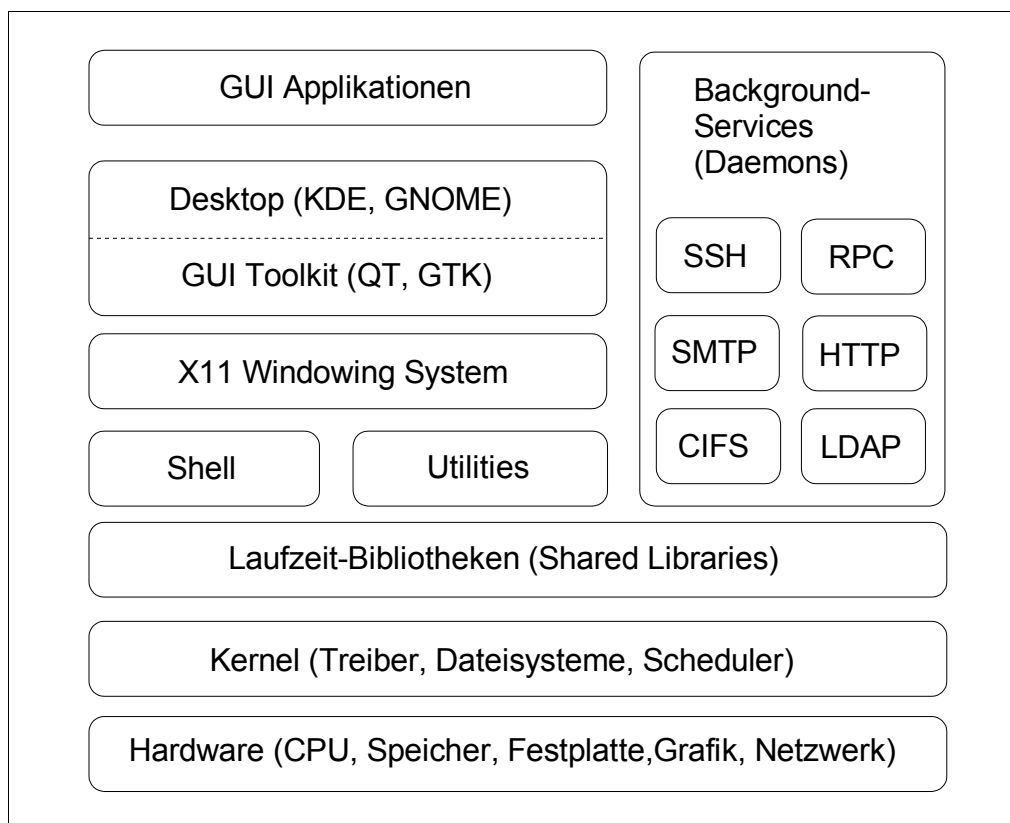 GUI Applikationen
Desktop (KDE, GNOME)
GUI Toolkit (QT, GTK)
X11 Windowing System
Shell
Utilities
Background-
Services
(Daemons)
SSH
RPC
SMTP
HTTP
CIFS
LDAP
Laufzeit-Bibliotheken (Shared Libraries)
Kernel (Treiber, Dateisysteme, Scheduler)
Hardware (CPU, Speicher, Festplatte,Grafik, Netzwerk)